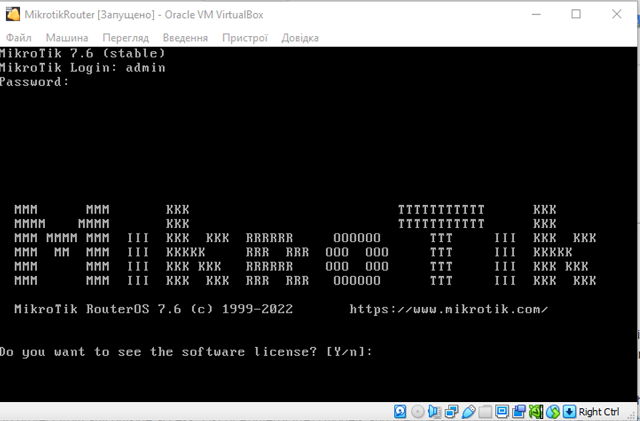 MikrotikRouter [Запущено] - Oracle VM VirtualBox
Файл Машина Перегляд Введення Пристрої Довідка
MikroTik 7.6 (stable)
MikroTik Login: admin
Password:
MMM MMM KKK TTTTTTTTTTT KKK
MMMM MMMM KKK TTTTTTTTTTT KKK
MMM MMMM MMM III KKK KKK RRRRRR OOOOOO TTT III KKK KKK
MMM MM MMM III KKKKK RRR RRR OOO OOO TTT III KKKKK
MMM MMM III KKK KKK RRRRRR OOO OOO TTT III KKK KKK
MMM MMM III KKK KKK RRR RRR OOOOOO TTT III KKK KKK
MikroTik RouterOS 7.6 (c) 1999-2022 https://www.mikrotik.com/
Do you want to see the software license? [Y/n]:
Right Ctrl